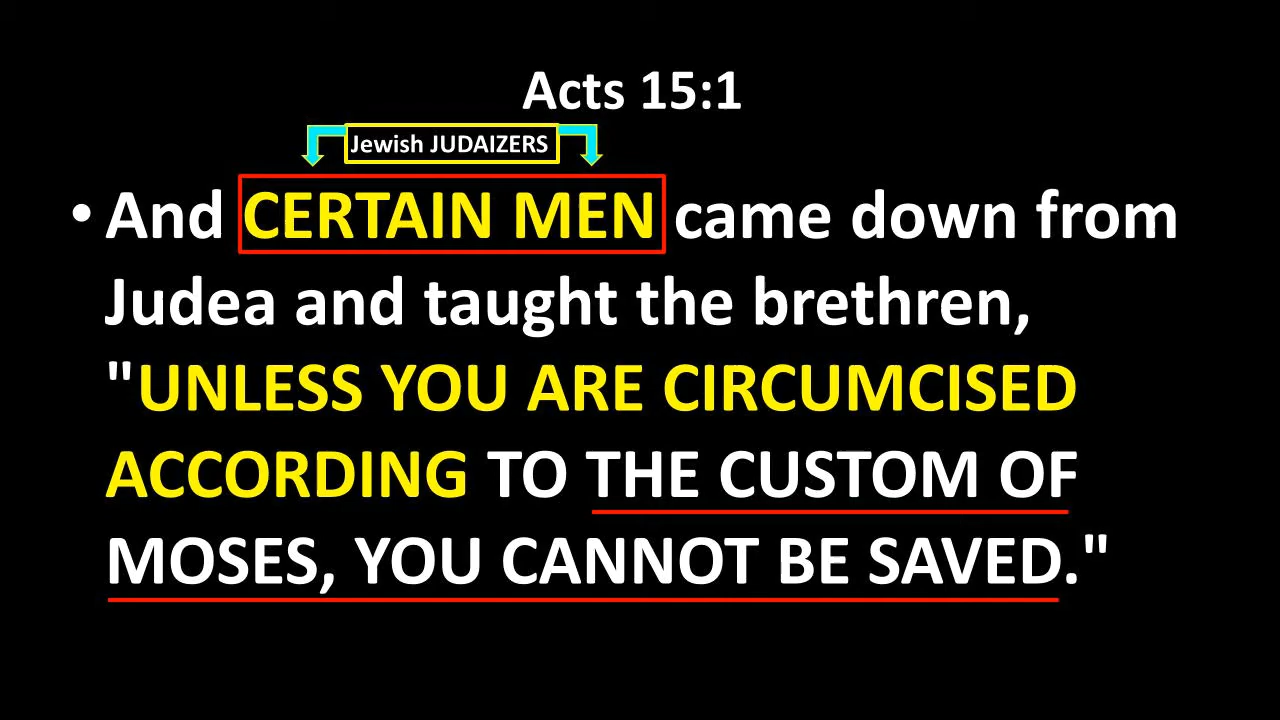 Acts 15:1
Jewish JUDAIZERS
• And CERTAIN MEN came down from
Judea and taught the brethren,
"UNLESS YOU ARE CIRCUMCISED
ACCORDING TO THE CUSTOM OF
MOSES, YOU CANNOT BE SAVED."